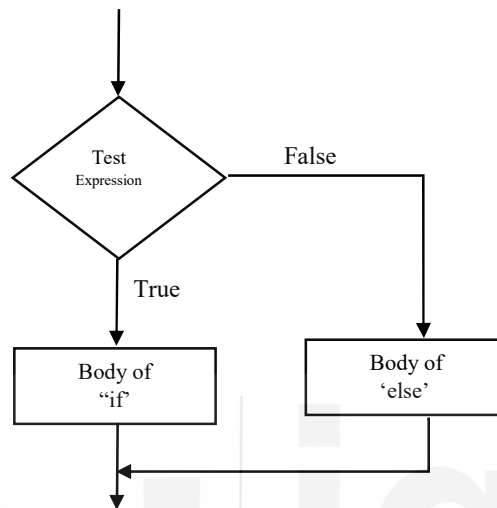 Test
Expression
False
True
Body of
“if’
Body of
‘else’